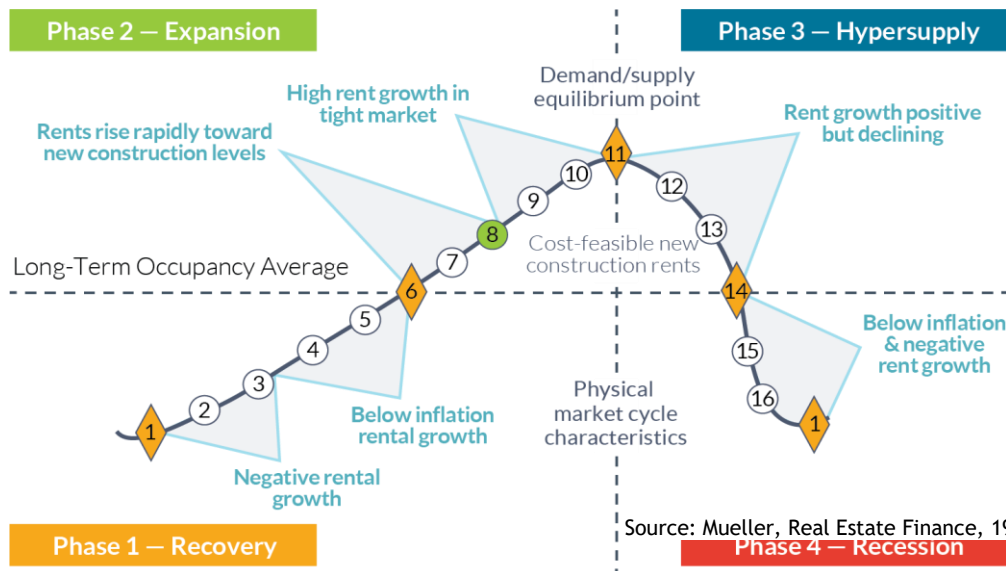 Phase 2 — Expansion
Phase 3 — Hypersupply
Demand/supply
equilibrium point
High rent growth in
tight market
Rent growth positive
but declining
Rents rise rapidly toward
new construction levels
11
10
12
9
13
8
Cost-feasible new
construction rents
7
Long-Term Occupancy Average
6
14
5
Below inflation
& negative
rent growth
4
15
3
Physical
market cycle
characteristics
16
2
Below inflation
rental growth
1
1
Negative rental
growth
Source: Mueller, Real Estate Finance, 19
Phase 1 — Recovery
Phase 4 — Recession